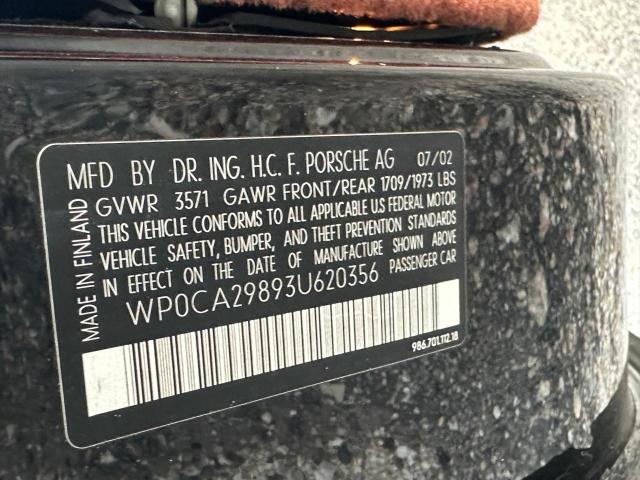 MFD BY DR. ING. H.C. F. PORSCHE AG 07/02
GVWR 3571 GAWR FRONT/REAR 1709/1973 LBS
THIS VEHICLE CONFORMS TO ALL APPLICABLE U.S FEDERAL MOTOR
VEHICLE SAFETY, BUMPER, AND THEFT PREVENTION STANDARDS
IN EFFECT ON THE DATE OF MANUFACTURE SHOWN ABOVE
WP0CA29893U620356 PASSENGER CAR
MADE IN FINLAND
986.701.112.18